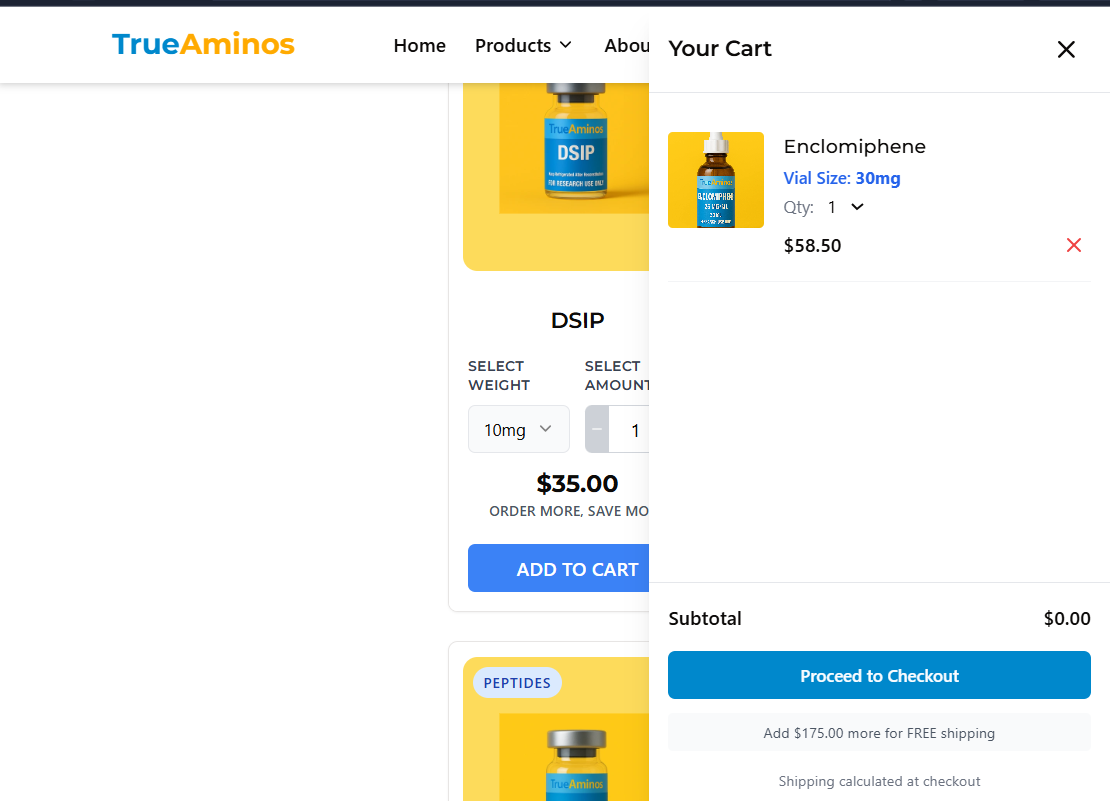 TrueAminos
Home
Products
Abou
Your Cart
TrueAminos
DSIP
FOR RESEARCH USE ONLY
DSIP
SELECT WEIGHT
SELECT AMOUNT
10mg
1
$35.00
ORDER MORE, SAVE MO
ADD TO CART
PEPTIDES
TrueAminos
TrueAminos
Enclomiphene
Vial Size: 30mg
Qty: 1
$58.50
Subtotal
$0.00
Proceed to Checkout
Add $175.00 more for FREE shipping
Shipping calculated at checkout